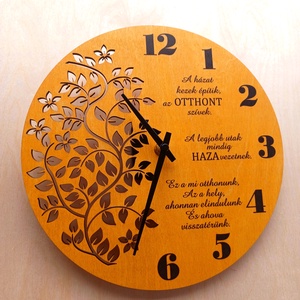 12
1
A házat
kezek építik,
az OTTHONT
szívek.
2
A legjobb utak
mindig
HAZA vezetnek.
3
Ez a mi otthonunk,
Az a hely,
ahonnan elindulunk
És ahova
visszatérünk.
4
5
6